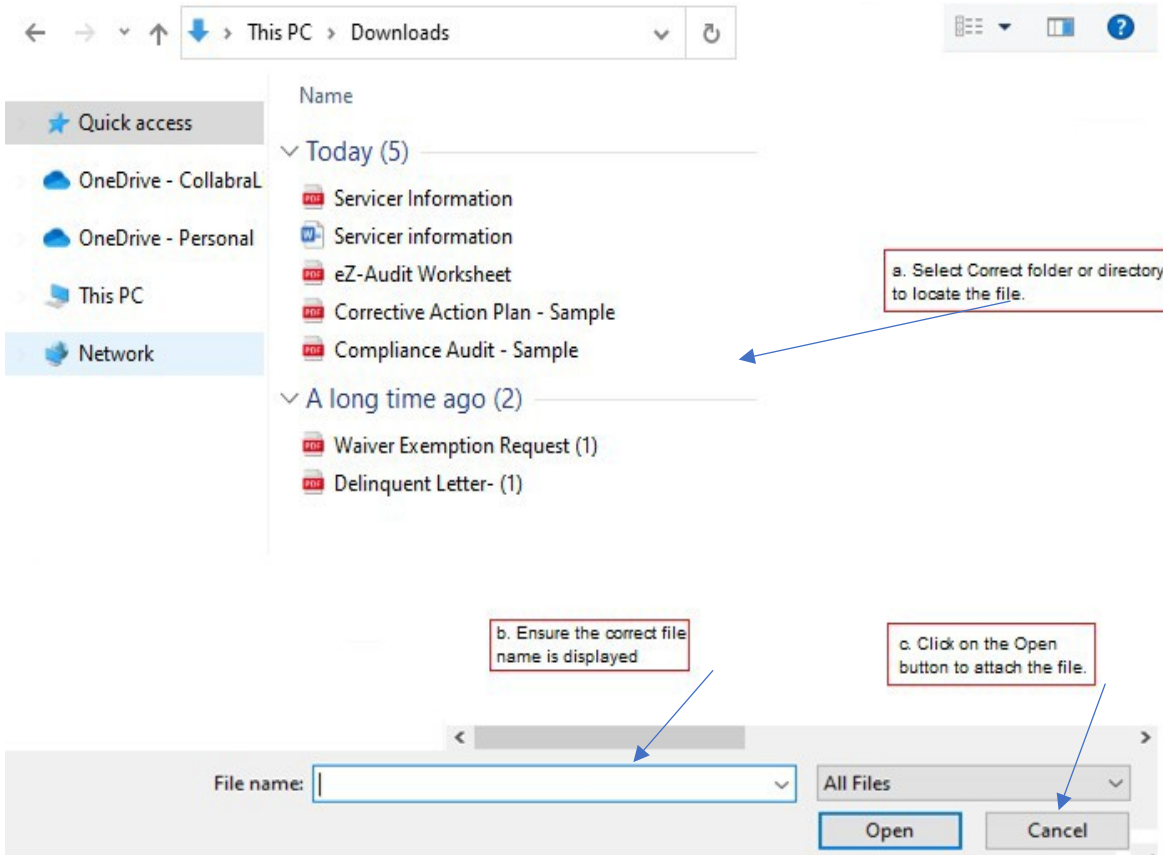 This PC > Downloads
Name
Quick access
OneDrive - CollabraL
OneDrive - Personal
This PC
Network
Today (5)
Servicer Information
Servicer information
eZ-Audit Worksheet
Corrective Action Plan - Sample
Compliance Audit - Sample
A long time ago (2)
Waiver Exemption Request (1)
Delinquent Letter- (1)
a. Select Correct folder or directory
to locate the file.
b. Ensure the correct file
name is displayed
c. Click on the Open
button to attach the file.
File name:
All Files
Open
Cancel